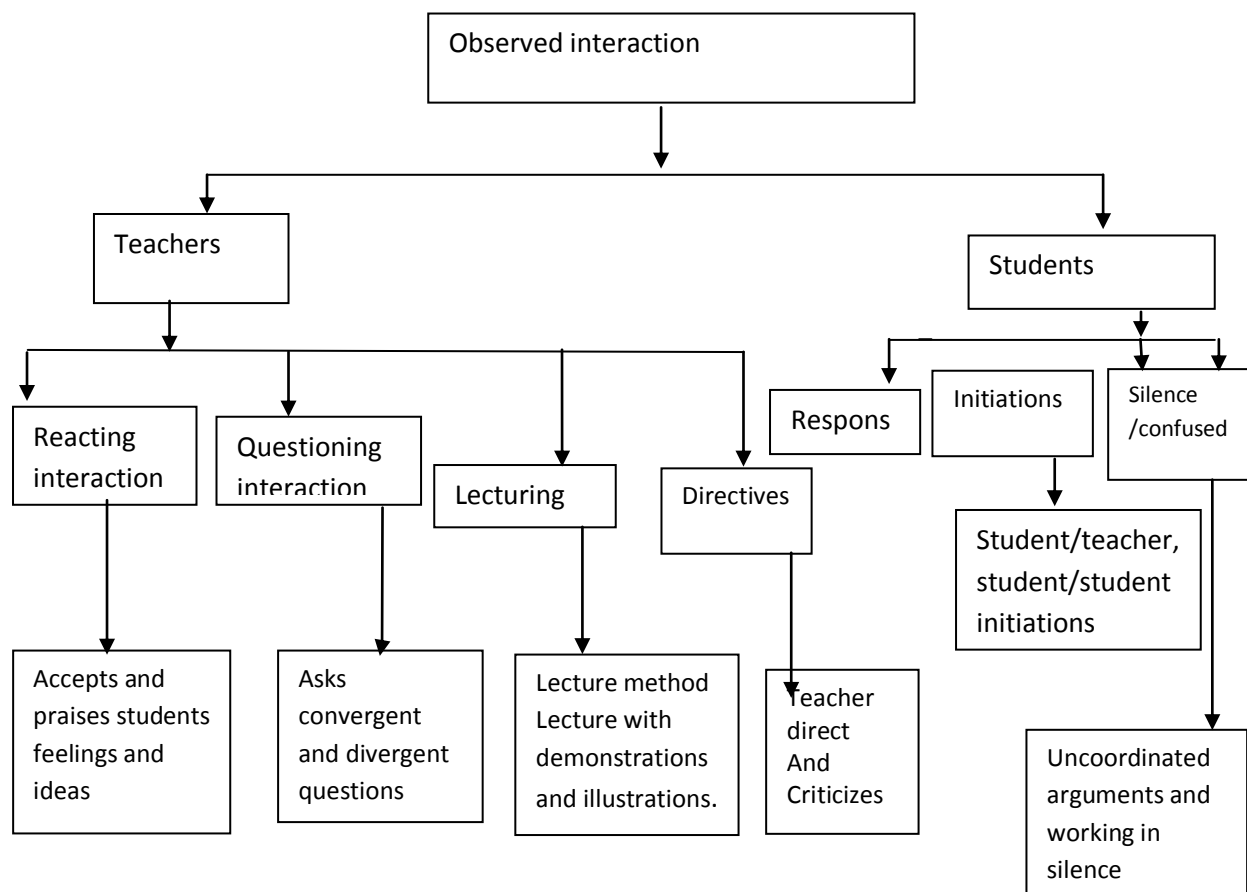 Observed interaction
Teachers
Students
Reacting
interaction
Questioning
interaction
Lecturing
Directives
Respons
Initiations
Silence
/confused
Student/teacher,
student/student
initiations
Accepts and
praises students
feelings and
ideas
Asks
convergent
and divergent
questions
Lecture method
Lecture with
demonstrations
and illustrations.
Teacher
direct
And
Criticizes
Uncoordinated
arguments and
working in
silence